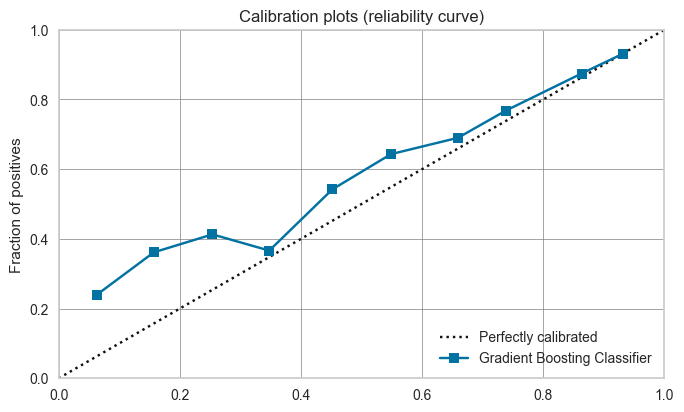 Calibration plots (reliability curve)
Fraction of positives
1.0
0.8
0.6
0.4
0.2
0.0
0.0 0.2 0.4 0.6 0.8 1.0
Perfectly calibrated
Gradient Boosting Classifier